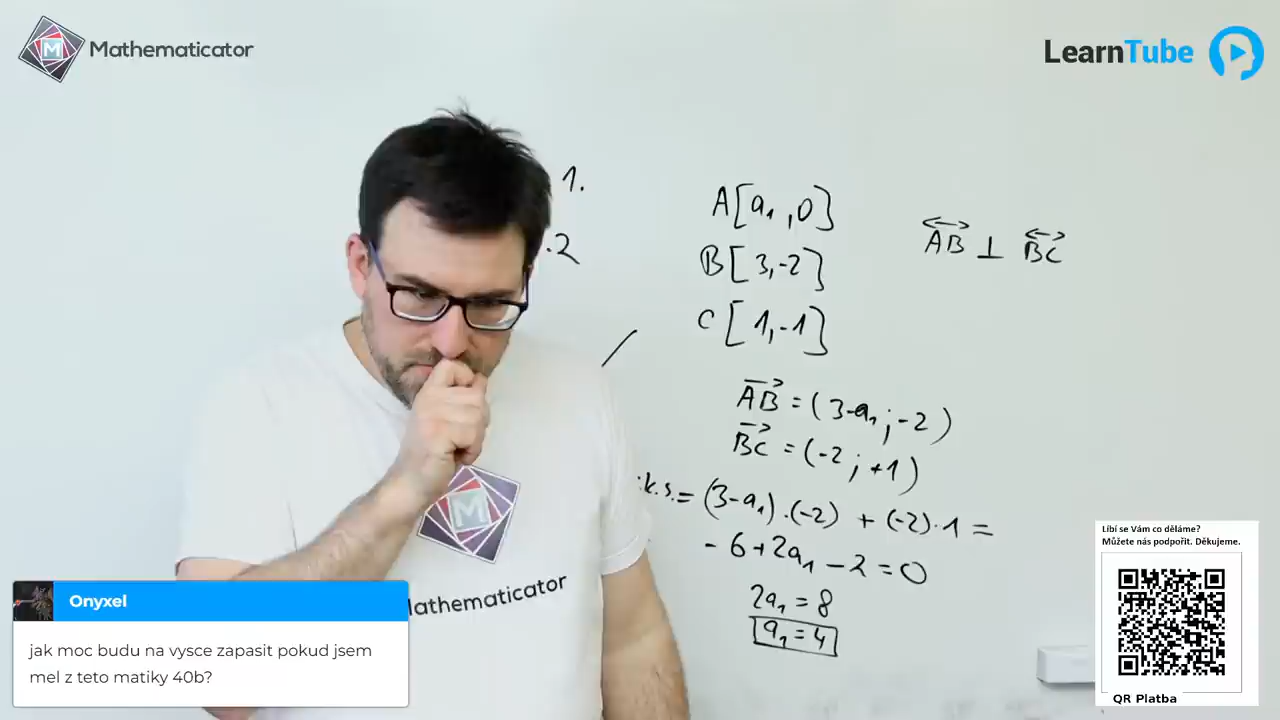 Mathematicator
LearnTube
1.
.2
A[a₁,0]
B[3,-2]
C[1,-1]
AB ⊥ BC
AB = (3-a₁;-2)
BC = (-2;+1)
.k.s. = (3-a₁).(-2) + (-2).1 =
- 6+2a₁ - 2 = 0
2a₁ = 8
a₁ = 4
M
athematicator
Onyxel
jak moc budu na vysce zapasit pokud jsem
mel z teto matiky 40b?
Líbí se Vám co děláme?
Můžete nás podpořit. Děkujeme.
QR Platba